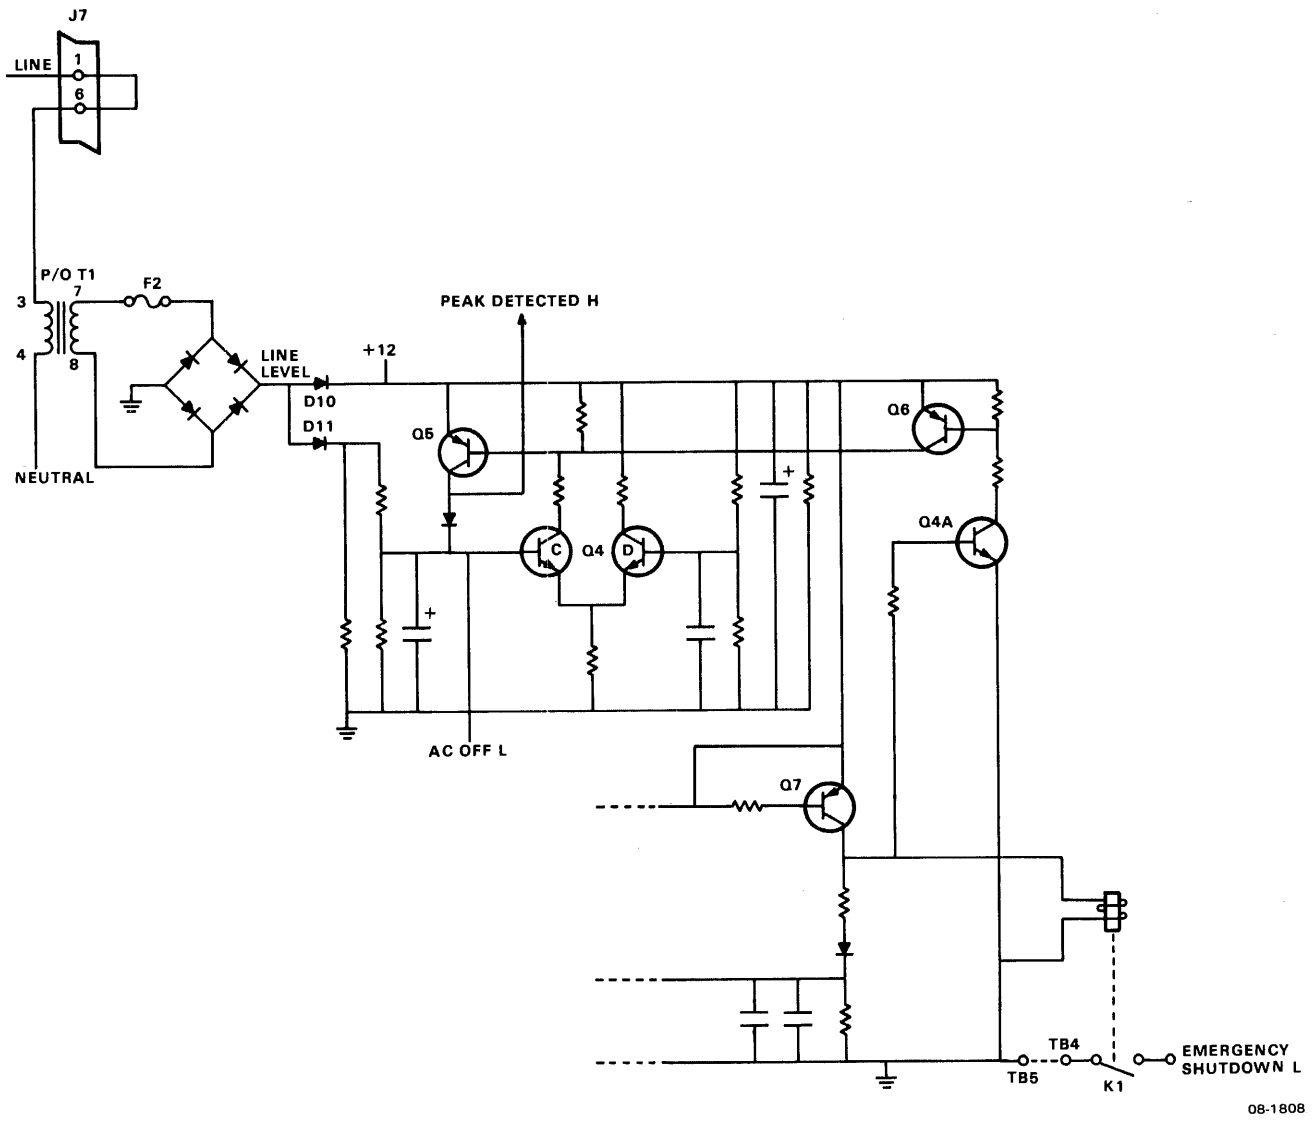 J7
LINE
1
6
P/O T1
3
7
F2
4
8
NEUTRAL
LINE
LEVEL
+12
D10
D11
PEAK DETECTED H
Q5
Q6
Q4A
C
Q4
D
+
+
AC OFF L
Q7
TB4
TB5
K1
EMERGENCY
SHUTDOWN L
08-1808